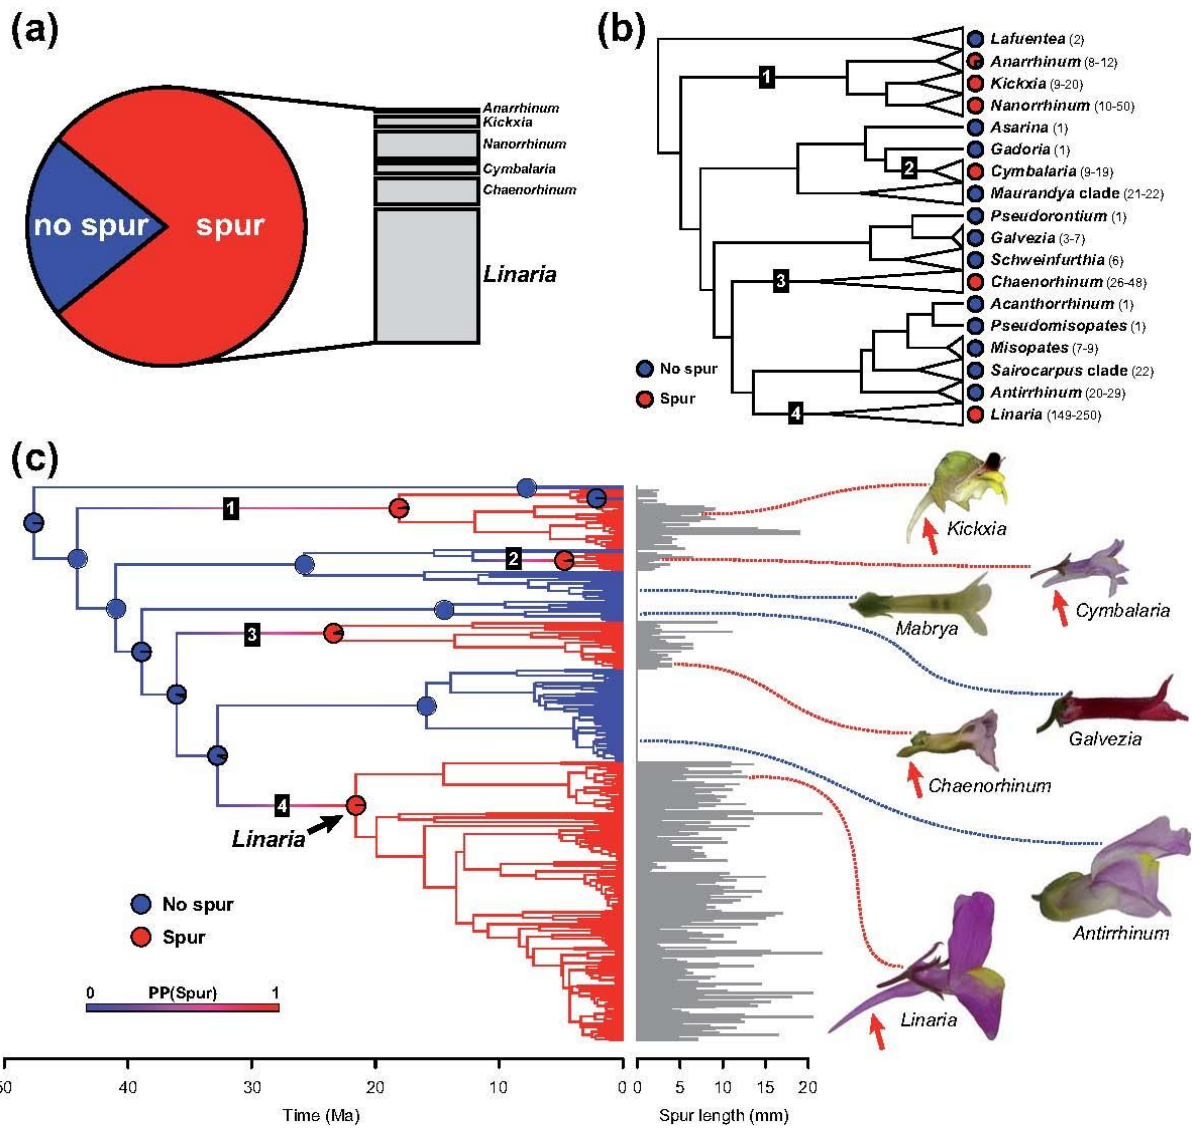 (a)
no spur
spur
Anarrhinum
Kickxia
Nanorrhinum
Cymbalaria
Chaenorhinum
Linaria
(b)
1
2
3
4
Lafuentea (2)
Anarrhinum (8-12)
Kickxia (9-20)
Nanorrhinum (10-50)
Asarina (1)
Gadoria (1)
Cymbalaria (9-19)
Maurandya clade (21-22)
Pseudorontium (1)
Galvezia (3-7)
Schweinfurthia (6)
Chaenorhinum (26-48)
Acanthorrhinum (1)
Pseudomisopates (1)
Misopates (7-9)
Sairocarpus clade (22)
Antirrhinum (20-29)
Linaria (149-250)
No spur
Spur
(c)
1
2
3
4
Linaria
No spur
Spur
0 PP(Spur) 1
50 40 30 20 10 0
Time (Ma)
0 5 10 15 20
Spur length (mm)
Kickxia
Cymbalaria
Mabrya
Galvezia
Chaenorhinum
Antirrhinum
Linaria